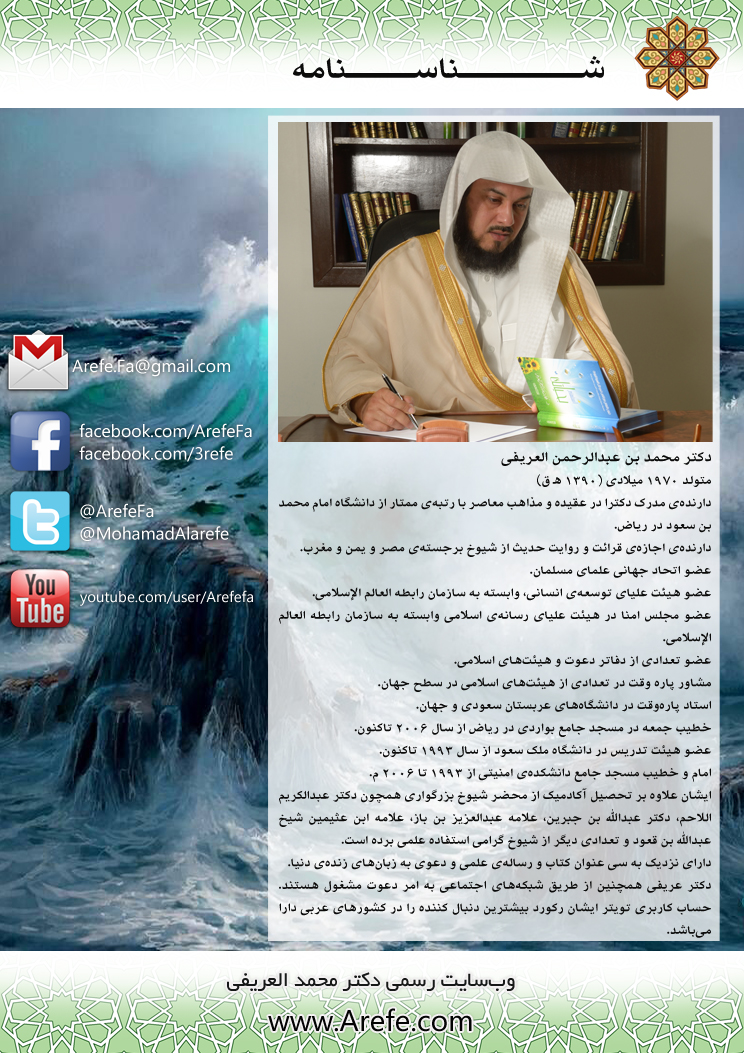 شـــــــــناســـــــنامه
Arefe.Fa@gmail.com
facebook.com/ArefeFa
facebook.com/3refe
@ArefeFa
@MohamadAlarefe
You
Tube
youtube.com/user/Arefefa
دکتر محمد بن عبدالرحمن العریفی
متولد ۱۹۷۰ میلادی (۱۳۹۰ هـ ق)
دارنده‌ی مدرک دکترا در عقیده و مذاهب معاصر با رتبه‌ی ممتاز از دانشگاه امام محمد
بن سعود در ریاض.
دارنده‌ی اجازه‌ی قرائت و روایت حدیث از شیوخ برجسته‌ی مصر و یمن و مغرب.
عضو اتحاد جهانی علمای مسلمان.
عضو هیئت علیای توسعه‌ی انسانی، وابسته به سازمان رابطه العالم الإسلامی.
عضو مجلس امنا در هیئت علیای رسانه‌ی اسلامی وابسته به سازمان رابطه العالم
الإسلامی.
عضو تعدادی از دفاتر دعوت و هیئت‌های اسلامی.
مشاور پاره وقت در تعدادی از هیئت‌های اسلامی در سطح جهان.
استاد پاره‌وقت در دانشگاه‌های عربستان سعودی و جهان.
خطیب جمعه در مسجد جامع بواردی در ریاض از سال ۲۰۰۶ تاکنون.
عضو هیئت تدریس در دانشگاه ملک سعود از سال ۱۹۹۳ تاکنون.
امام و خطیب مسجد جامع دانشکده‌ی امنیتی از ۱۹۹۳ تا ۲۰۰۶ م.
ایشان علاوه بر تحصیل آکادمیک از محضر شیوخ بزرگواری همچون دکتر عبدالکریم
اللاحم، دکتر عبدالله بن جبرین، علامه عبدالعزیز بن باز، علامه ابن عثیمین شیخ
عبدالله بن قعود و تعدادی دیگر از شیوخ گرامی استفاده علمی برده است.
دارای نزدیک به سی عنوان کتاب و رساله‌ی علمی و دعوی به زبان‌های زنده‌ی دنیا.
دکتر عریفی همچنین از طریق شبکه‌های اجتماعی به امر دعوت مشغول هستند.
حساب کاربری تویتر ایشان رکورد بیشترین دنبال کننده را در کشورهای عربی دارا
می‌باشد.
وب‌سایت رسمی دکتر محمد العریفی
www.Arefe.com